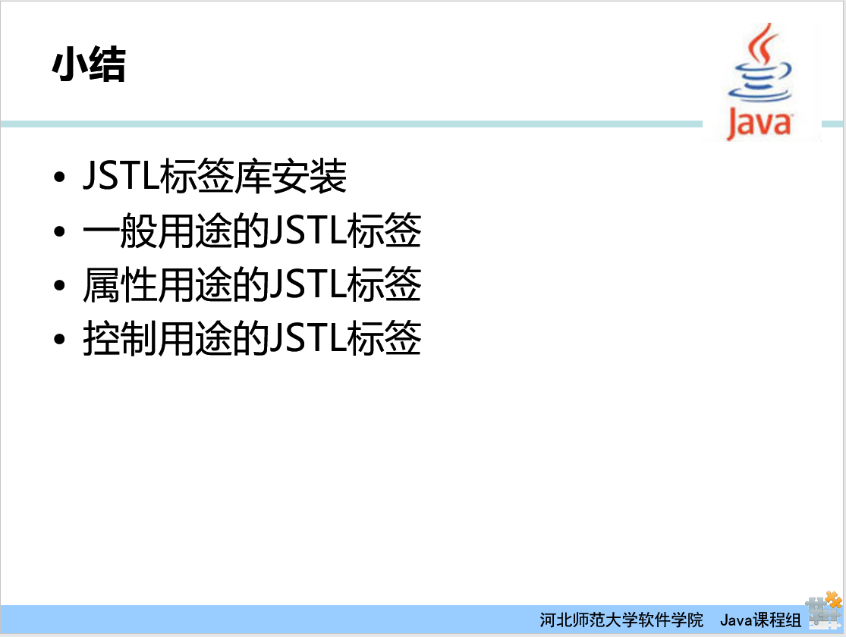 小结
Java
• JSTL标签库安装
• 一般用途的JSTL标签
• 属性用途的JSTL标签
• 控制用途的JSTL标签
河北师范大学软件学院 Java课程组